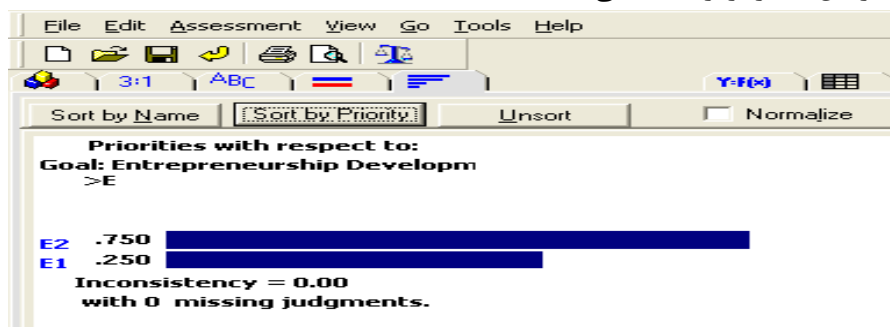 File Edit Assessment View Go Tools Help
3:1 ABC Y=F(x)
Sort by Name Sort by Priority Unsort Normalize
Priorities with respect to:
Goal: Entrepreneurship Developm
>E
E2 .750
E1 .250
Inconsistency = 0.00
with 0 missing judgments.